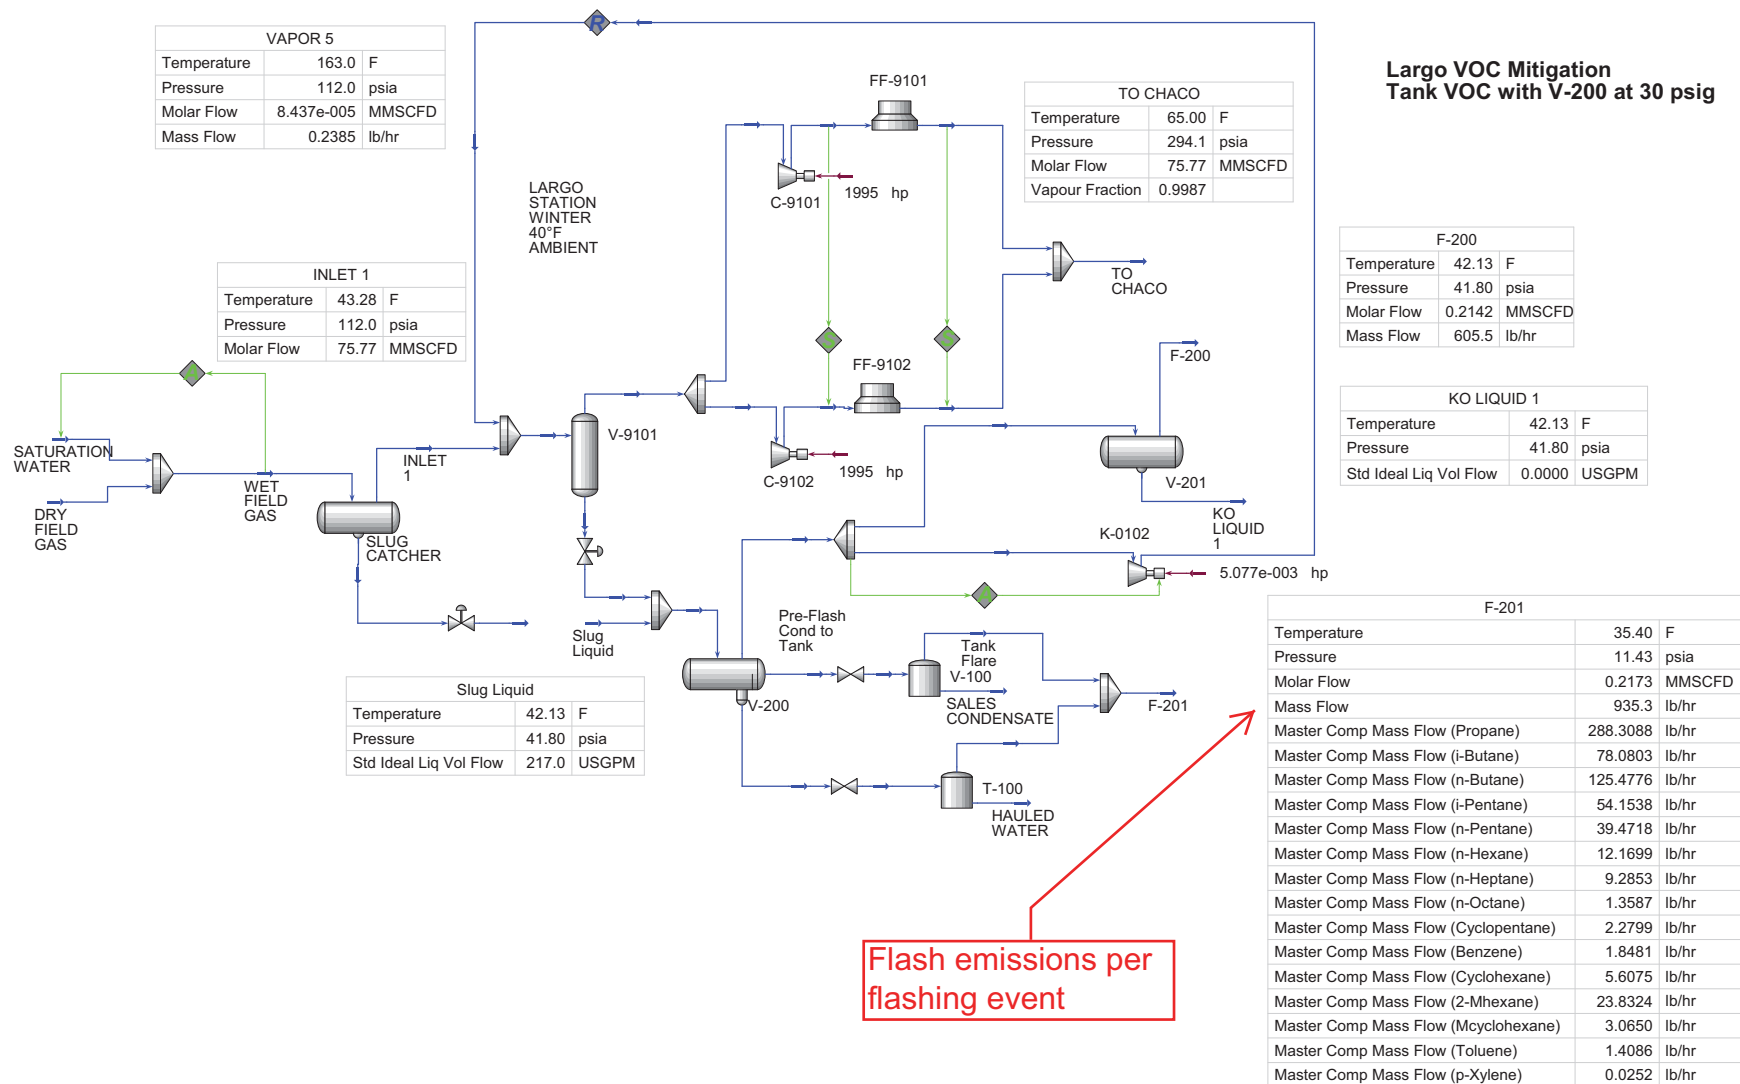 Largo VOC Mitigation
Tank VOC with V-200 at 30 psig
VAPOR 5
Temperature 163.0 F
Pressure 112.0 psia
Molar Flow 8.437e-005 MMSCFD
Mass Flow 0.2385 lb/hr
R
FF-9101
TO CHACO
Temperature 65.00 F
Pressure 294.1 psia
Molar Flow 75.77 MMSCFD
Vapour Fraction 0.9987
LARGO
STATION
WINTER
40°F
AMBIENT
C-9101
1995 hp
F-200
Temperature 42.13 F
Pressure 41.80 psia
Molar Flow 0.2142 MMSCFD
Mass Flow 605.5 lb/hr
INLET 1
Temperature 43.28 F
Pressure 112.0 psia
Molar Flow 75.77 MMSCFD
TO
CHACO
S
S
A
FF-9102
F-200
KO LIQUID 1
Temperature 42.13 F
Pressure 41.80 psia
Std Ideal Liq Vol Flow 0.0000 USGPM
SATURATION
WATER
INLET
1
V-9101
C-9102
1995 hp
V-201
WET
FIELD
GAS
DRY
FIELD
GAS
SLUG
CATCHER
KO
LIQUID
1
K-0102
5.077e-003 hp
A
Slug
Liquid
Pre-Flash
Cond to
Tank
Tank
Flare
V-100
V-200
SALES
CONDENSATE
F-201
T-100
HAULED
WATER
Slug Liquid
Temperature 42.13 F
Pressure 41.80 psia
Std Ideal Liq Vol Flow 217.0 USGPM
F-201
Temperature 35.40 F
Pressure 11.43 psia
Molar Flow 0.2173 MMSCFD
Mass Flow 935.3 lb/hr
Master Comp Mass Flow (Propane) 288.3088 lb/hr
Master Comp Mass Flow (i-Butane) 78.0803 lb/hr
Master Comp Mass Flow (n-Butane) 125.4776 lb/hr
Master Comp Mass Flow (i-Pentane) 54.1538 lb/hr
Master Comp Mass Flow (n-Pentane) 39.4718 lb/hr
Master Comp Mass Flow (n-Hexane) 12.1699 lb/hr
Master Comp Mass Flow (n-Heptane) 9.2853 lb/hr
Master Comp Mass Flow (n-Octane) 1.3587 lb/hr
Master Comp Mass Flow (Cyclopentane) 2.2799 lb/hr
Master Comp Mass Flow (Benzene) 1.8481 lb/hr
Master Comp Mass Flow (Cyclohexane) 5.6075 lb/hr
Master Comp Mass Flow (2-Mhexane) 23.8324 lb/hr
Master Comp Mass Flow (Mcyclohexane) 3.0650 lb/hr
Master Comp Mass Flow (Toluene) 1.4086 lb/hr
Master Comp Mass Flow (p-Xylene) 0.0252 lb/hr
Flash emissions per
flashing event